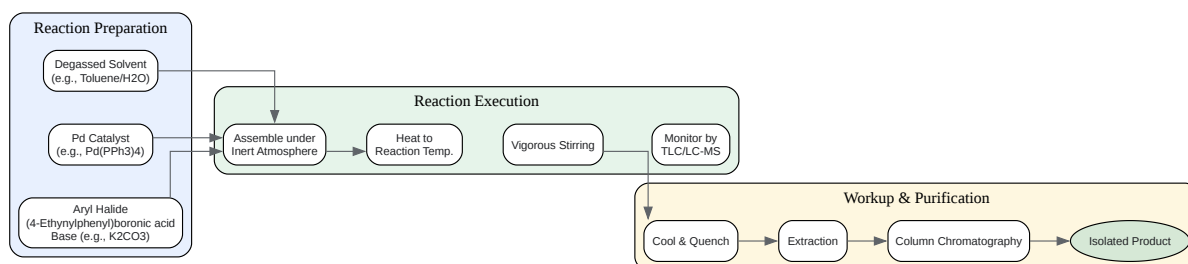 Reaction Preparation
Degassed Solvent
(e.g., Toluene/H2O)
Pd Catalyst
(e.g., Pd(PPh3)4)
Aryl Halide
(4-Ethynylphenyl)boronic acid
Base (e.g., K2CO3)
Reaction Execution
Assemble under
Inert Atmosphere
Heat to
Reaction Temp.
Vigorous Stirring
Monitor by
TLC/LC-MS
Workup & Purification
Cool & Quench
Extraction
Column Chromatography
Isolated Product